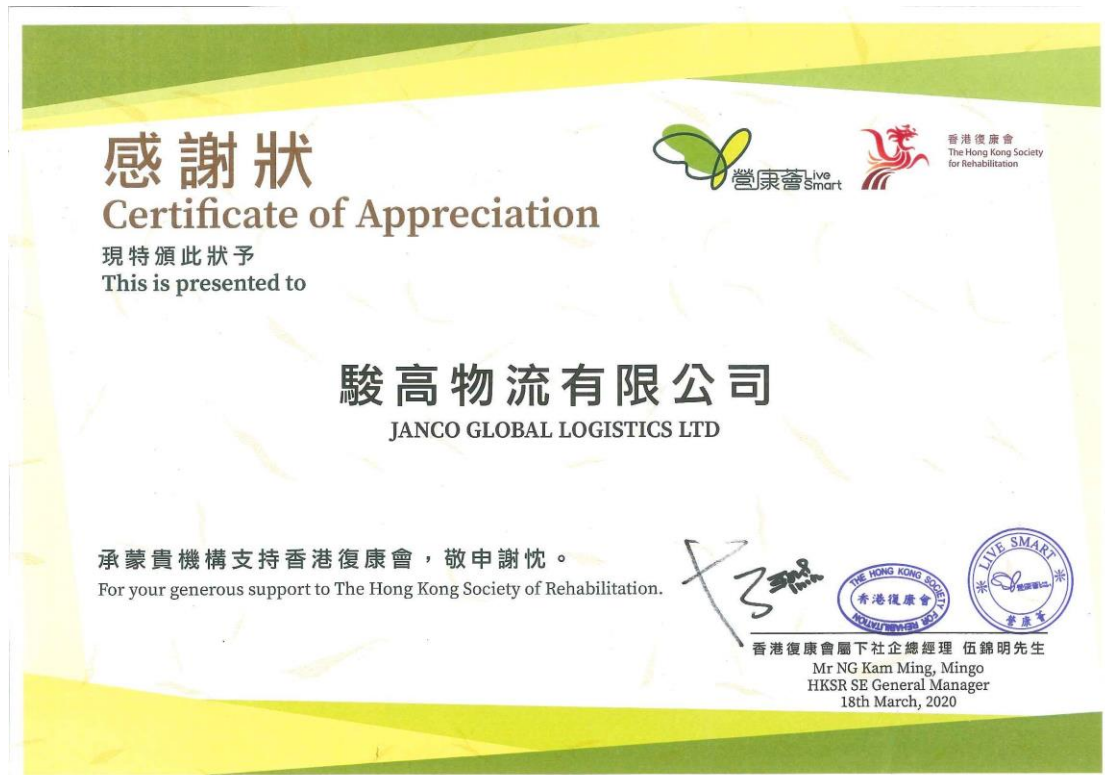 感謝狀
Certificate of Appreciation
現特頒此狀予
This is presented to
營康薈 Live Smart
香港復康會
The Hong Kong Society
for Rehabilitation
駿高物流有限公司
JANCO GLOBAL LOGISTICS LTD
承蒙貴機構支持香港復康會，敬申謝忱。
For your generous support to The Hong Kong Society of Rehabilitation.
THE HONG KONG SOCIETY
香港復康會
FOR REHABILITATION
LIVE SMART
營康薈
營康薈
香港復康會屬下社企總經理 伍錦明先生
Mr NG Kam Ming, Mingo
HKSR SE General Manager
18th March, 2020